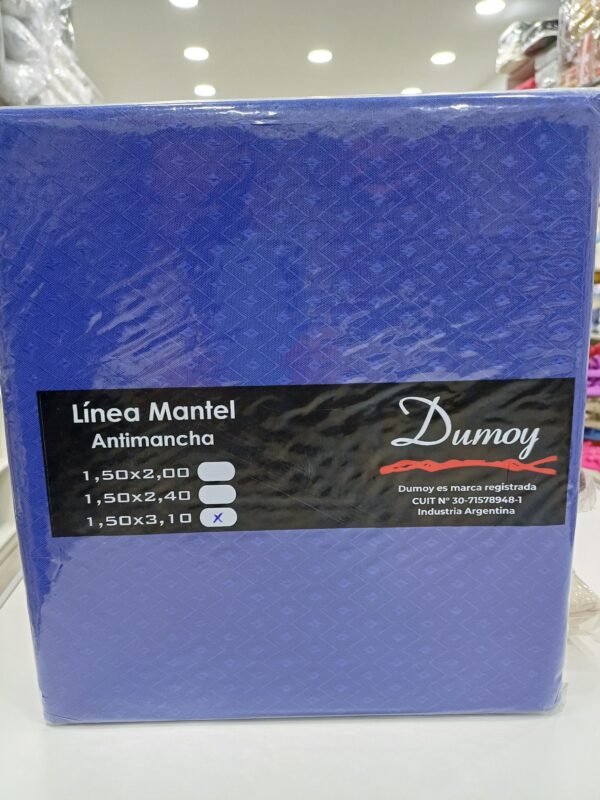 Línea Mantel
Antimancha
1,50x2,00
1,50x2,40
1,50x3,10 x
Dumoy
Dumoy es marca registrada
CUIT Nº 30-71578948-1
Industria Argentina